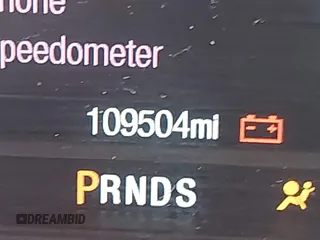 hone
peedometer
109504mi
PRNDS
DREAMBID